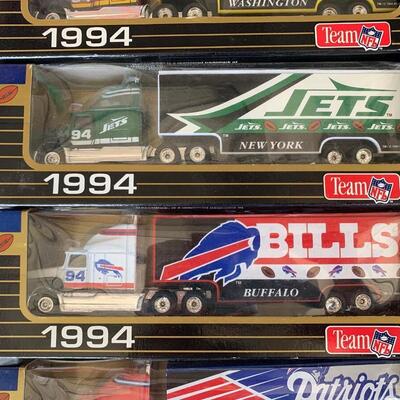 WASHINGTON
1994
Team NFL
JETS
94 JETS
JETS JETS JETS JETS
NEW YORK
1994
Team NFL
BILLS
94
BUFFALO
1994
Team NFL
Patriots